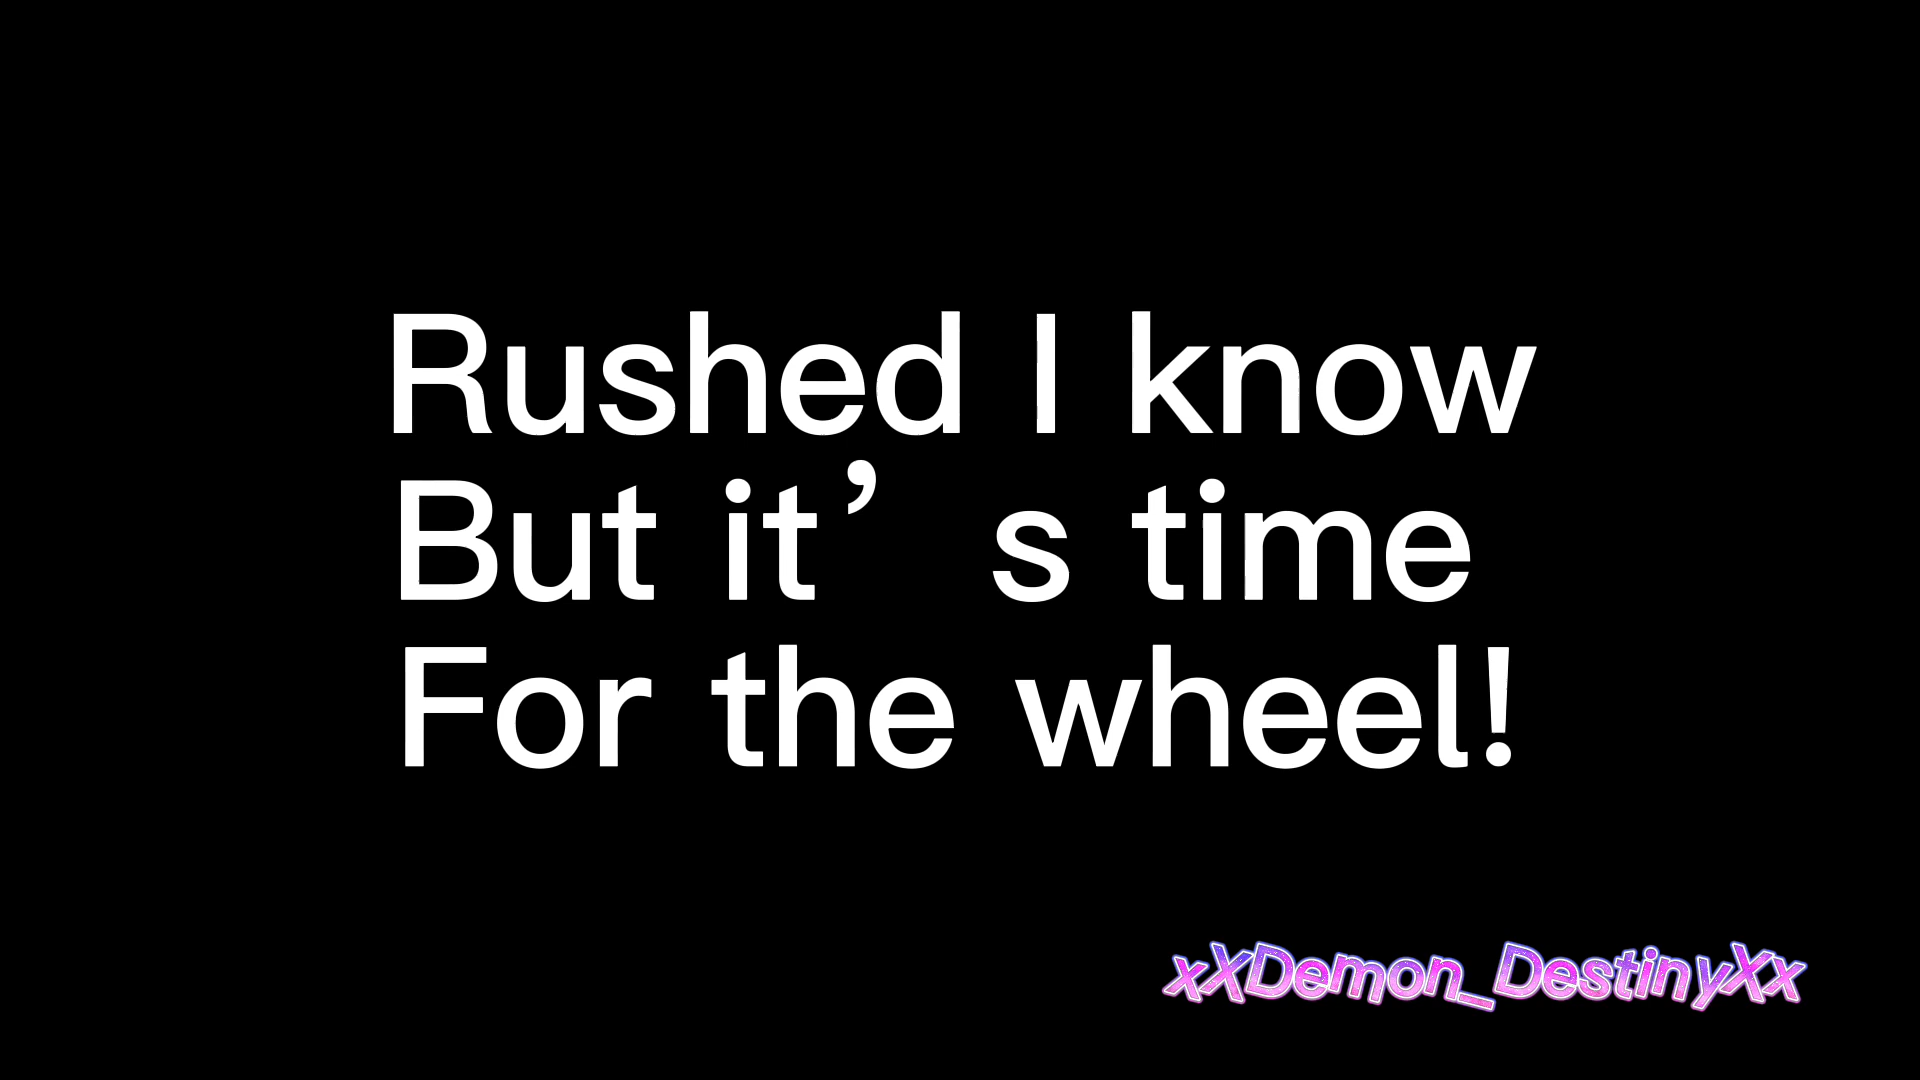 Rushed I know
But it’s time
For the wheel!
xXDemon_DestinyXx